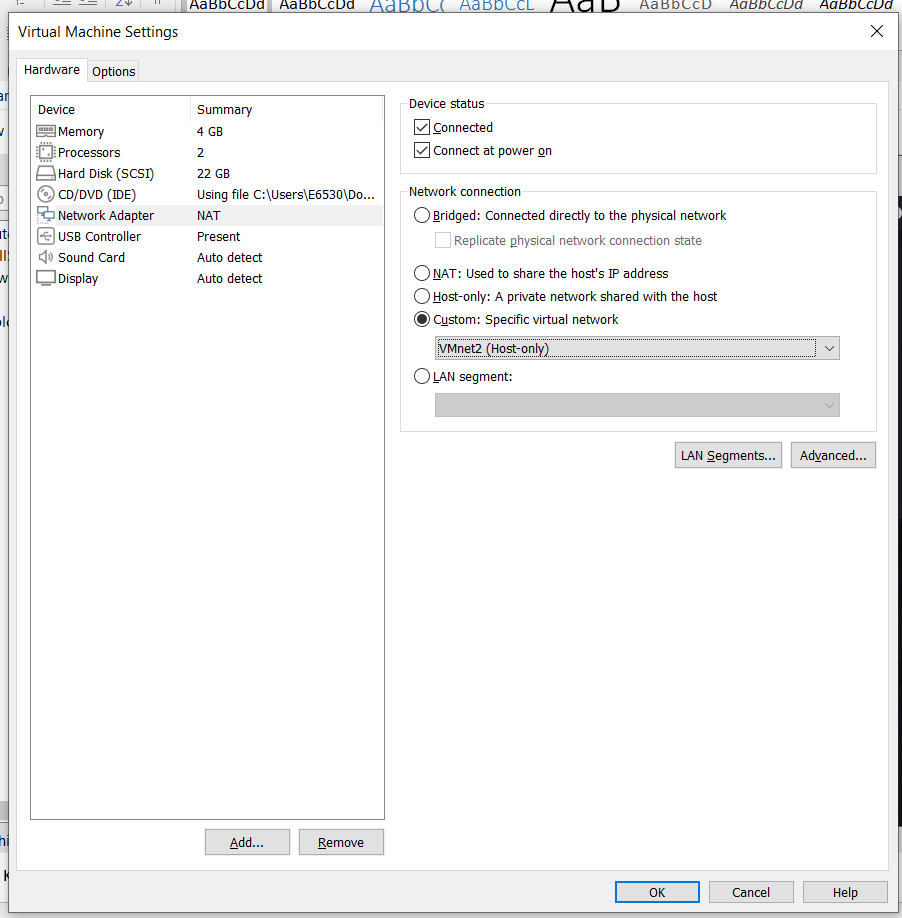 AaBbCcDd AaBbCcDd AaBbC( AaBbCcL AaB AaBbCcD AaBbCcDd AaBbCcDd
Virtual Machine Settings
Hardware Options
Device Summary
Memory 4 GB
Processors 2
Hard Disk (SCSI) 22 GB
CD/DVD (IDE) Using file C:\Users\E6530\Do...
Network Adapter NAT
USB Controller Present
Sound Card Auto detect
Display Auto detect
Add... Remove
Device status
Connected
Connect at power on
Network connection
Bridged: Connected directly to the physical network
Replicate physical network connection state
NAT: Used to share the host's IP address
Host-only: A private network shared with the host
Custom: Specific virtual network
VMnet2 (Host-only)
LAN segment:
LAN Segments... Advanced...
OK Cancel Help